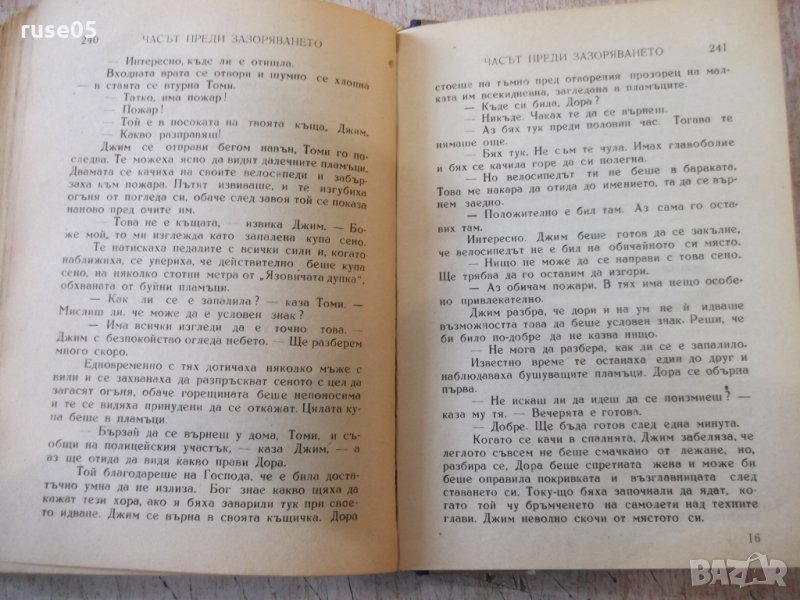 ruse05
240 ЧАСЪТ ПРЕДИ ЗАЗОРЯВАНЕТО
— Интересно, къде ли е отишла.
Входната врата се отвори и шумно се хлопна
— в стаята се втурна Томи.
— Татко, има пожар!
— Пожар!
— Той е в посоката на твоята къща, Джим.
— Какво разправяш!
Джим се отправи бегом навън, Томи го по-
следва. Те можеха ясно да видят далечните пламъци.
Двамата се качиха на своите велосипеди и забър-
заха към пожара. Пътят извиваше, и те изгубиха
огъня от погледа си, обаче след завоя той се показа
наново пред очите им.
— Това не е къщата, — извика Джим. — Бо-
же мой, то ми изглежда като запалена купа сено.
Те натискаха педалите с всички сили и, когато
наближиха, се увериха, че действително беше купа
сено, на няколко стотин метра от „Язовичата дупка",
обхваната от буйни пламъци.
— Как ли се е запалила? — каза Томи. —
Мислиш ли, че може да е условен знак?
— Има всички изгледи да е точно това. —
Джим с безпокойство огледа небето. — Ще разберем
много скоро.
Едновременно с тях дотичаха няколко мъже с
вили и се захванаха да разпръскват сеното с цел да
загасят огъня, обаче горещината беше непоносима
и те се видяха принудени да се откажат. Цялата ку-
па беше в пламъци.
— Бързай да се върнеш у дома, Томи, и съ-
общи на полицейския участък, — каза Джим, — а
аз ще отида да видя какво прави Дора.
Той благодареше на Господа, че е била доста-
тъчно умна да не излиза. Бог знае какво щяха да
кажат тези хора, ако я бяха заварили тук при свое-
то идване. Джим се върна в своята къщичка. Дора
ЧАСЪТ ПРЕДИ ЗАЗОРЯВАНЕТО 241
стоеше на тъмно пред отворения прозорец на мал-
ката им всекидневна, загледана в пламъците.
— Къде си била, Дора?
— Никъде. Чаках те да се върнеш.
— Аз бях тук преди половин час. Тогава те
нямаше още.
— Бях тук. Не съм те чула. Имах главоболие
и бях се качила горе да си полегна.
— Но велосипедът ти не беше в бараката.
Това ме накара да отида до имението, та да се вър-
нем заедно.
— Положително е бил там. Аз сама го оста-
вих там.
Интересно. Джим беше готов да се закълне,
че велосипедът не е бил на обичайното си място.
— Нищо не може да се направи с това сено.
Ще трябва да го оставим да изгори.
— Аз обичам пожари. В тях има нещо особе-
но привлекателно.
Джим разбра, че дори и на ум не ѝ идваше
възможността това да беше условен знак. Реши, че
би било по-добре да не казва нищо.
— Не мога да разбера, как ли се е запалило.
Известно време те останаха един до друг и
наблюдаваха бушуващите пламъци. Дора се обърна
първа.
— Не искаш ли да идеш да се поизмиеш? —
каза му тя. — Вечерята е готова.
— Добре. Ще бъда готов след една минута.
Когато се качи в спалнята, Джим забеляза, че
леглото съвсем не беше смачкано от лежане, но,
разбира се, Дора беше спретната жена и може би
беше оправила покривката и възглавницата след
ставането си. Току-що бяха започнали да ядат, ко-
гато той чу бръмченето на самолети над техните
глави. Джим неволно скочи от мястото си.
16
BAZAR